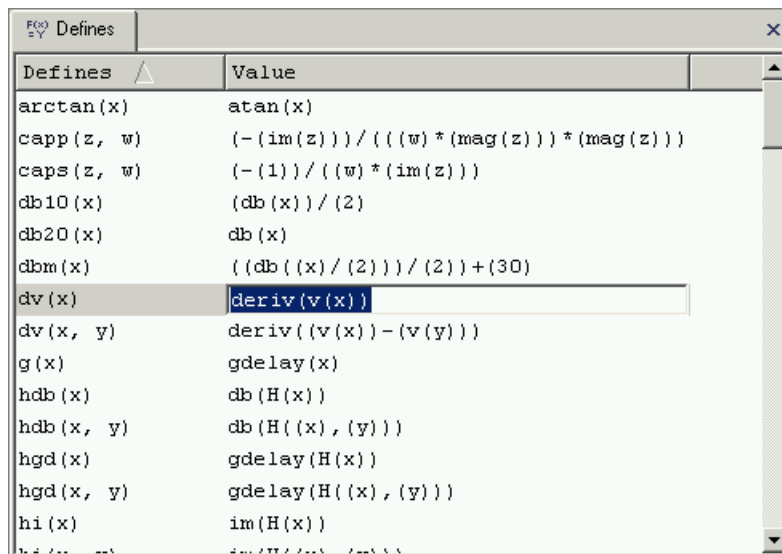 F(x)
=Y Defines
Defines Value
arctan(x) atan(x)
capp(z, w) (-(im(z)))/(((w)*(mag(z)))*(mag(z)))
caps(z, w) (-(1))/((w)*(im(z)))
db10(x) (db(x))/(2)
db20(x) db(x)
dbm(x) ((db((x)/(2)))/(2))+(30)
dv(x) deriv(v(x))
dv(x, y) deriv((v(x))-(v(y)))
g(x) gdelay(x)
hdb(x) db(H(x))
hdb(x, y) db(H((x),(y)))
hgd(x) gdelay(H(x))
hgd(x, y) gdelay(H((x),(y)))
hi(x) im(H(x))